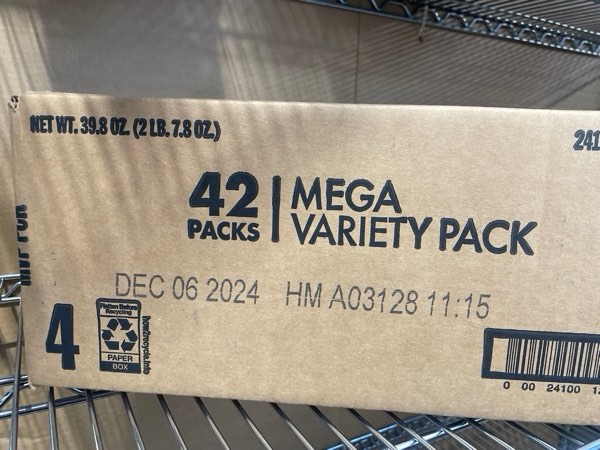 NET WT. 39.8 OZ. (2 LB. 7.8 OZ.)
42
PACKS
MEGA
VARIETY PACK
DEC 06 2024 HM A03128 11:15
4
Flatten Before
Recycling
PAPER
BOX
how2recycle.info
0 00 24100